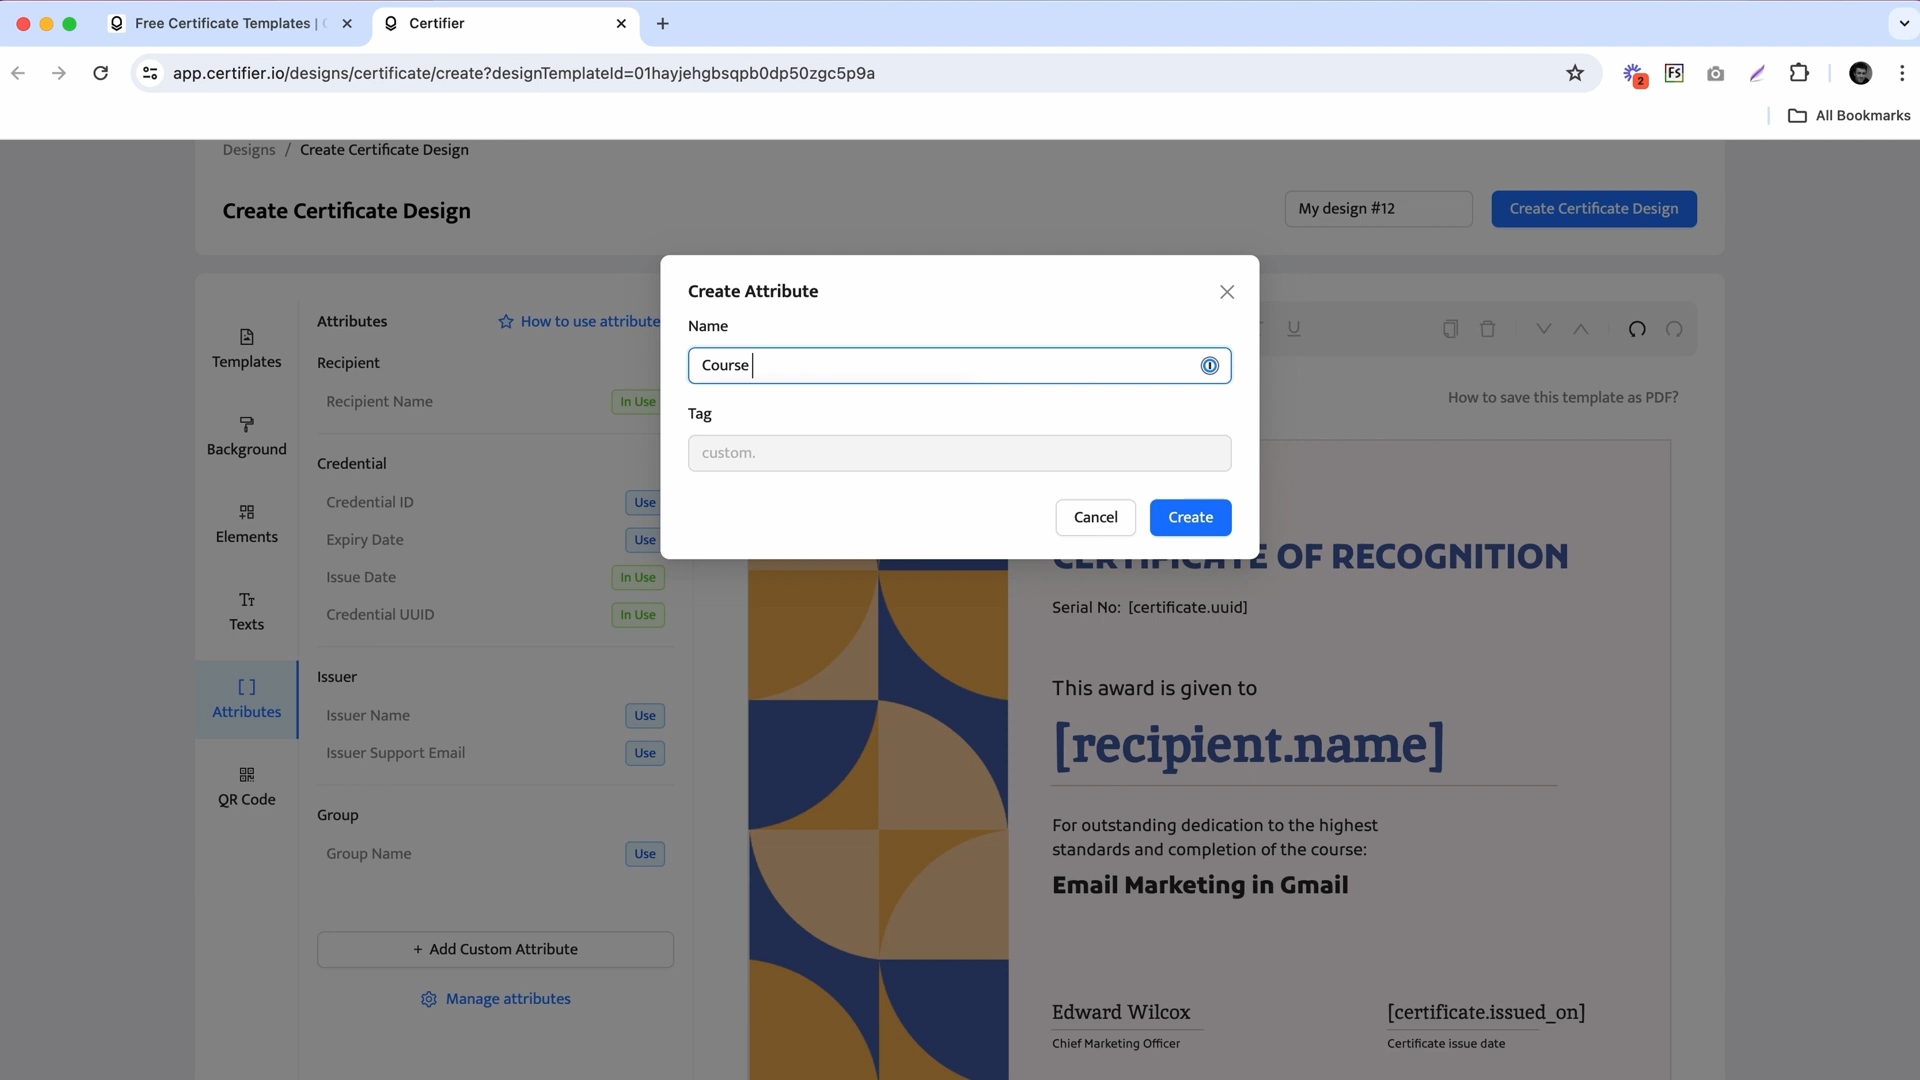 Free Certificate Templates |
Certifier
app.certifier.io/designs/certificate/create?designTemplateId=01hayjehgbsqpb0dp50zgc5p9a
2
FS
All Bookmarks
Designs / Create Certificate Design
Create Certificate Design
My design #12
Create Certificate Design
Create Attribute
Name
Course
Tag
custom.
Cancel
Create
Templates
Background
Elements
Texts
Attributes
QR Code
Attributes
How to use attribute
Recipient
Recipient Name
In Use
Credential
Credential ID
Use
Expiry Date
Use
Issue Date
In Use
Credential UUID
In Use
Issuer
Issuer Name
Use
Issuer Support Email
Use
Group
Group Name
Use
+ Add Custom Attribute
Manage attributes
How to save this template as PDF?
CERTIFICATE OF RECOGNITION
Serial No: [certificate.uuid]
This award is given to
[recipient.name]
For outstanding dedication to the highest
standards and completion of the course:
Email Marketing in Gmail
Edward Wilcox
Chief Marketing Officer
[certificate.issued_on]
Certificate issue date